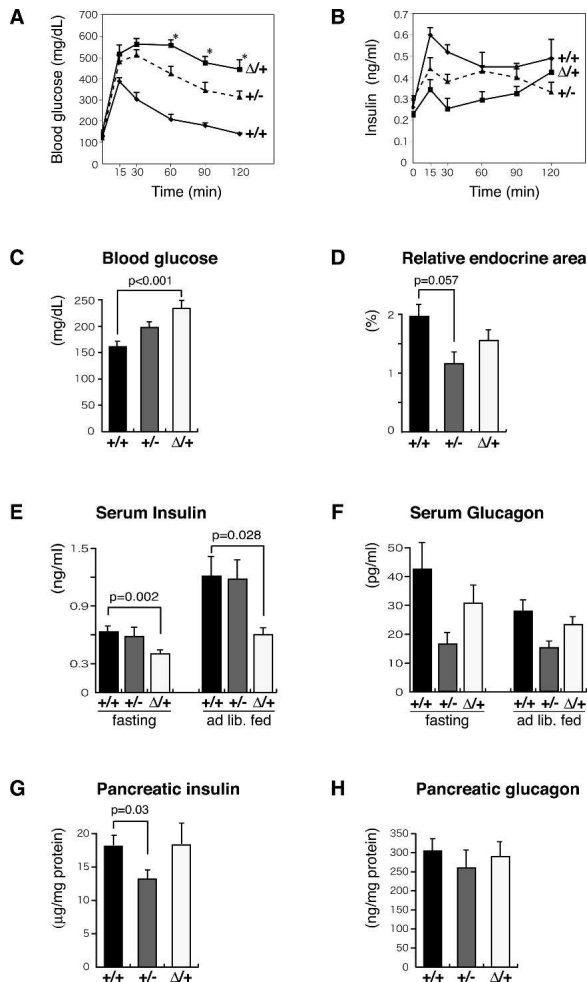 A
Blood glucose (mg/dL)
700
600
500
400
300
200
100
0
15 30 60 90 120
Time (min)
*
*
*
Δ/+
+/-
+/+
B
Insulin (ng/ml)
0.7
0.6
0.5
0.4
0.3
0.2
0.1
0
0 15 30 60 90 120
Time (min)
+/+
Δ/+
+/-
C Blood glucose
p<0.001
(mg/dL)
250
200
150
100
50
0
+/+ +/- Δ/+
D Relative endocrine area
p=0.057
(%)
2
1
0
+/+ +/- Δ/+
E Serum Insulin
(ng/ml)
1.5
0.9
0.3
0
p=0.002
p=0.028
+/+ +/- Δ/+ +/+ +/- Δ/+
fasting ad lib. fed
F Serum Glucagon
(pg/ml)
50
40
30
20
10
0
+/+ +/- Δ/+ +/+ +/- Δ/+
fasting ad lib. fed
G Pancreatic insulin
p=0.03
(µg/mg protein)
20
15
10
5
0
+/+ +/- Δ/+
H Pancreatic glucagon
(ng/mg protein)
350
300
250
200
150
100
50
0
+/+ +/- Δ/+